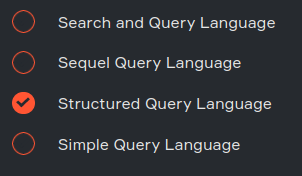 Search and Query Language
Sequel Query Language
Structured Query Language
Simple Query Language